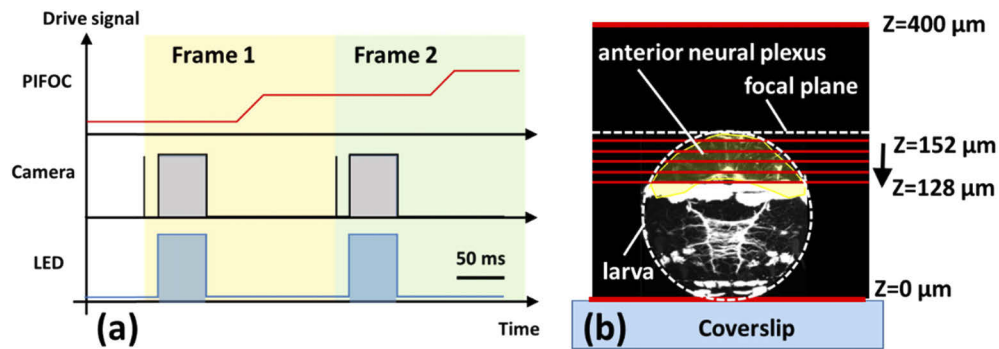 Drive signal
Frame 1
Frame 2
PIFOC
Camera
LED
50 ms
(a)
Time
Z=400 µm
anterior neural plexus
focal plane
Z=152 µm
Z=128 µm
larva
Z=0 µm
(b)
Coverslip